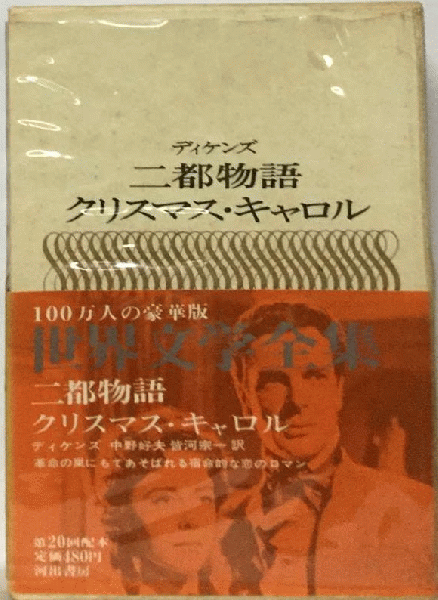 ディケンズ
二都物語
クリスマス・キャロル
100万人の豪華版
世界文学全集
二都物語
クリスマス・キャロル
ディケンズ 中野好夫 皆河宗一 訳
革命の嵐にもてあそばれる宿命的な恋のロマン
第20回配本
定価480円
河出書房